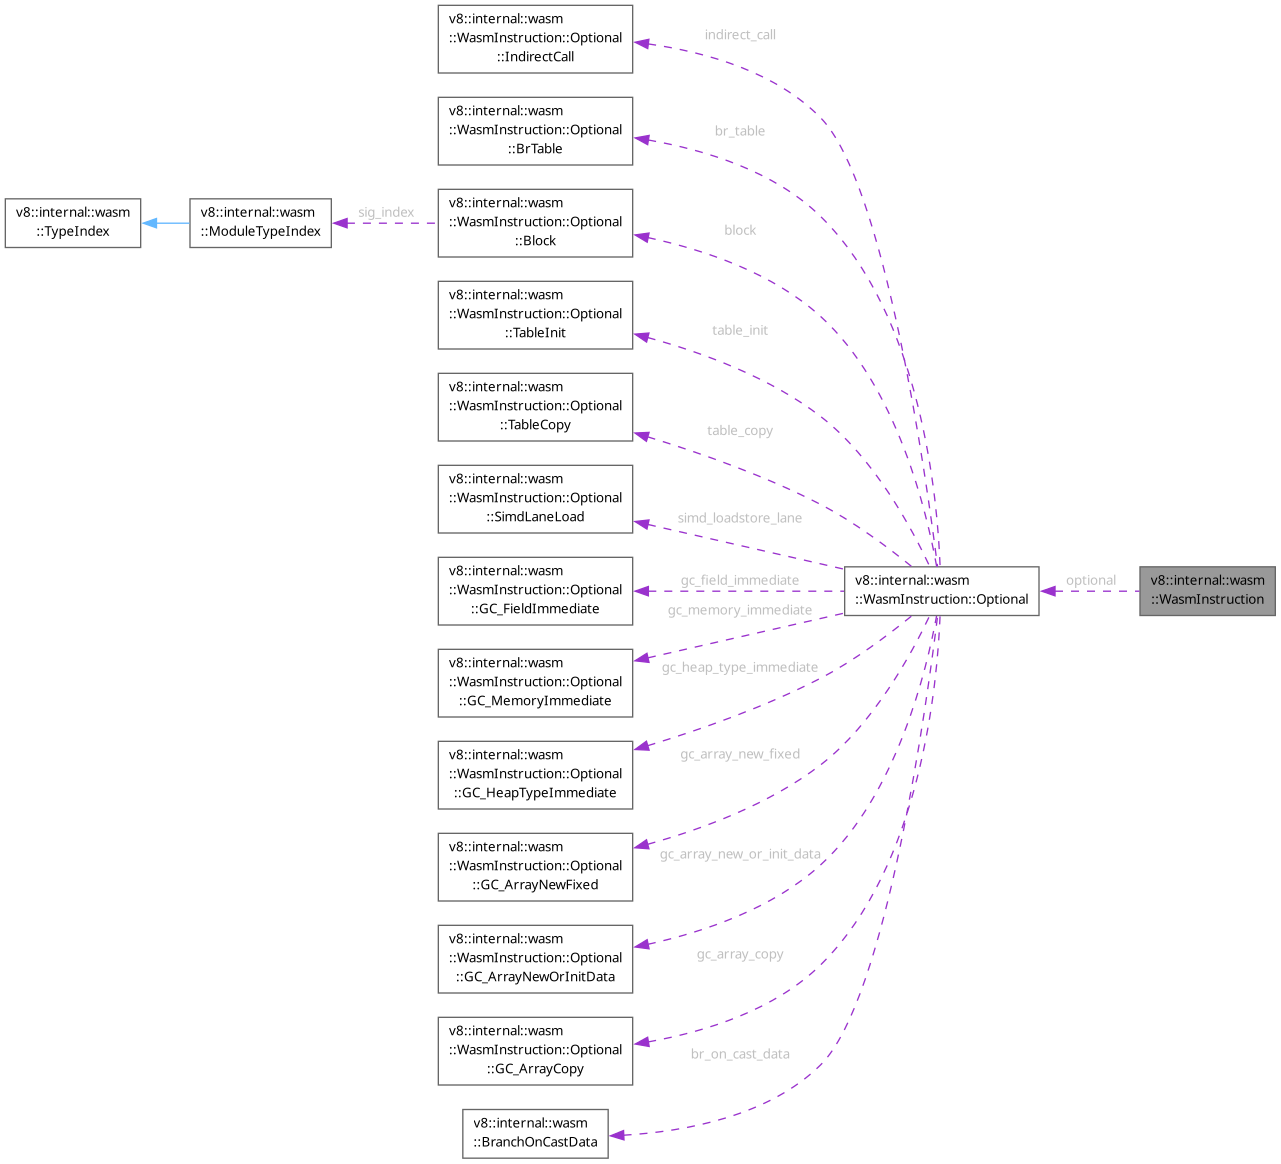 v8::internal::wasm
::WasmInstruction::Optional
::IndirectCall
indirect_call
v8::internal::wasm
::WasmInstruction::Optional
::BrTable
br_table
v8::internal::wasm
::TypeIndex
v8::internal::wasm
::ModuleTypeIndex
sig_index
v8::internal::wasm
::WasmInstruction::Optional
::Block
block
v8::internal::wasm
::WasmInstruction::Optional
::TableInit
table_init
v8::internal::wasm
::WasmInstruction::Optional
::TableCopy
table_copy
v8::internal::wasm
::WasmInstruction::Optional
::SimdLaneLoad
simd_loadstore_lane
v8::internal::wasm
::WasmInstruction::Optional
::GC_FieldImmediate
gc_field_immediate
v8::internal::wasm
::WasmInstruction::Optional
optional
v8::internal::wasm
::WasmInstruction
gc_memory_immediate
v8::internal::wasm
::WasmInstruction::Optional
::GC_MemoryImmediate
gc_heap_type_immediate
v8::internal::wasm
::WasmInstruction::Optional
::GC_HeapTypeImmediate
gc_array_new_fixed
v8::internal::wasm
::WasmInstruction::Optional
::GC_ArrayNewFixed
gc_array_new_or_init_data
v8::internal::wasm
::WasmInstruction::Optional
::GC_ArrayNewOrInitData
gc_array_copy
v8::internal::wasm
::WasmInstruction::Optional
::GC_ArrayCopy
br_on_cast_data
v8::internal::wasm
::BranchOnCastData